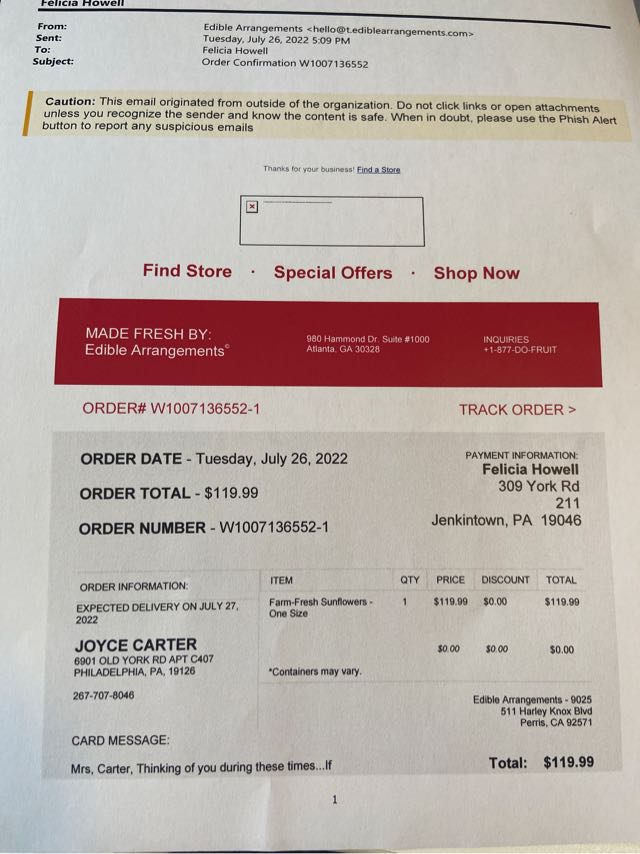 Felicia Howell
From: Edible Arrangements <hello@t.ediblearrangements.com>
Sent: Tuesday, July 26, 2022 5:09 PM
To: Felicia Howell
Subject: Order Confirmation W1007136552
Caution: This email originated from outside of the organization. Do not click links or open attachments
unless you recognize the sender and know the content is safe. When in doubt, please use the Phish Alert
button to report any suspicious emails
Thanks for your business! Find a Store
Find Store · Special Offers · Shop Now
MADE FRESH BY:
Edible Arrangements©
980 Hammond Dr. Suite #1000
Atlanta, GA 30328
INQUIRIES
+1-877-DO-FRUIT
ORDER# W1007136552-1
TRACK ORDER >
ORDER DATE - Tuesday, July 26, 2022
ORDER TOTAL - $119.99
ORDER NUMBER - W1007136552-1
PAYMENT INFORMATION:
Felicia Howell
309 York Rd
211
Jenkintown, PA 19046
ORDER INFORMATION:
EXPECTED DELIVERY ON JULY 27,
2022
JOYCE CARTER
6901 OLD YORK RD APT C407
PHILADELPHIA, PA, 19126
267-707-8046
ITEM QTY PRICE DISCOUNT TOTAL
Farm-Fresh Sunflowers - 1 $119.99 $0.00 $119.99
One Size
$0.00 $0.00 $0.00
*Containers may vary.
Edible Arrangements - 9025
511 Harley Knox Blvd
Perris, CA 92571
CARD MESSAGE:
Mrs, Carter, Thinking of you during these times...If
Total: $119.99
1